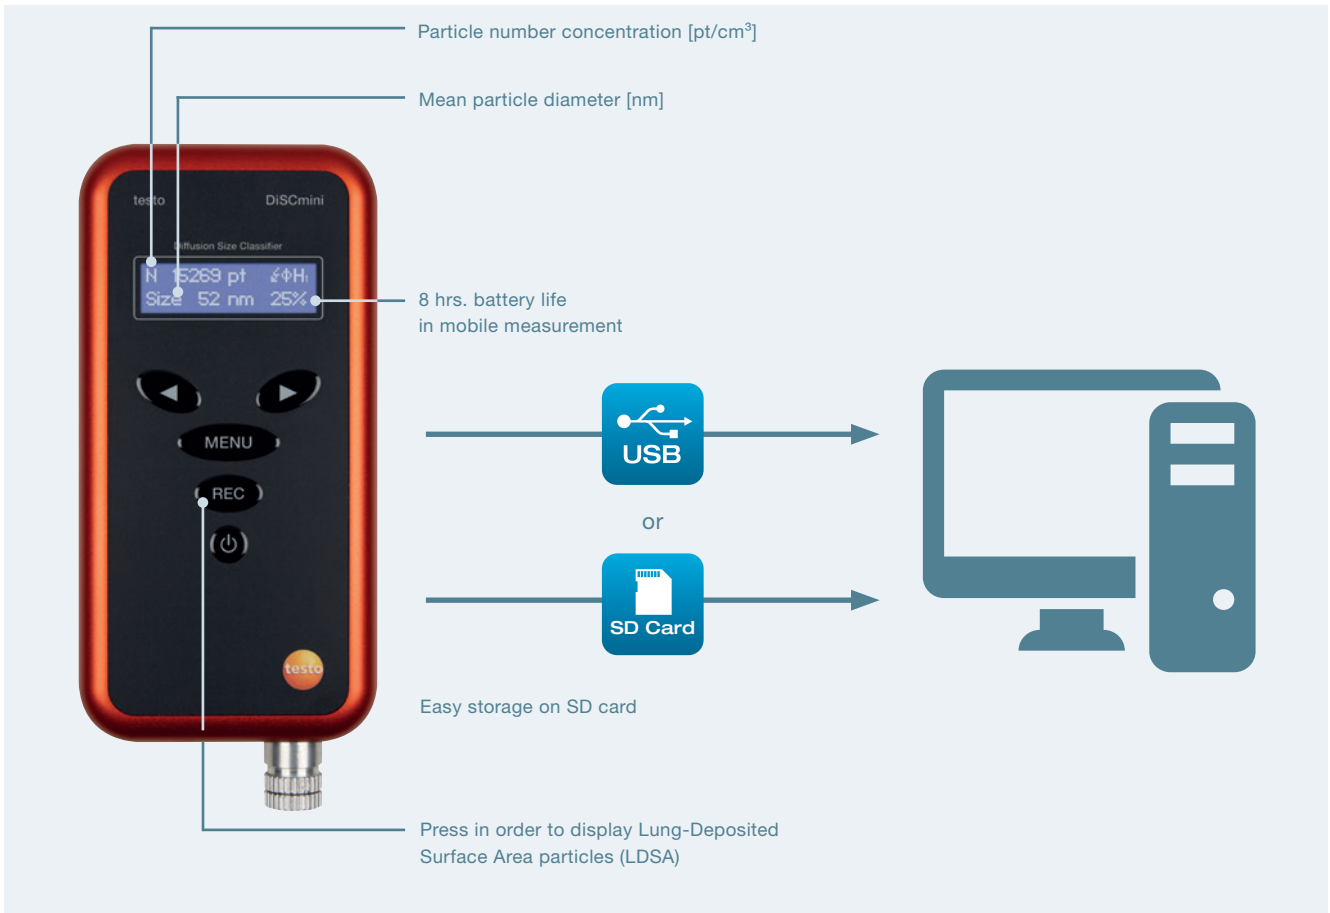 Particle number concentration [pt/cm³]
Mean particle diameter [nm]
testo DiSCmini
Diffusion Size Classifier
N 15269 pt
Size 52 nm 25%
8 hrs. battery life
in mobile measurement
MENU
REC
USB
or
SD Card
testo
Easy storage on SD card
Press in order to display Lung-Deposited
Surface Area particles (LDSA)